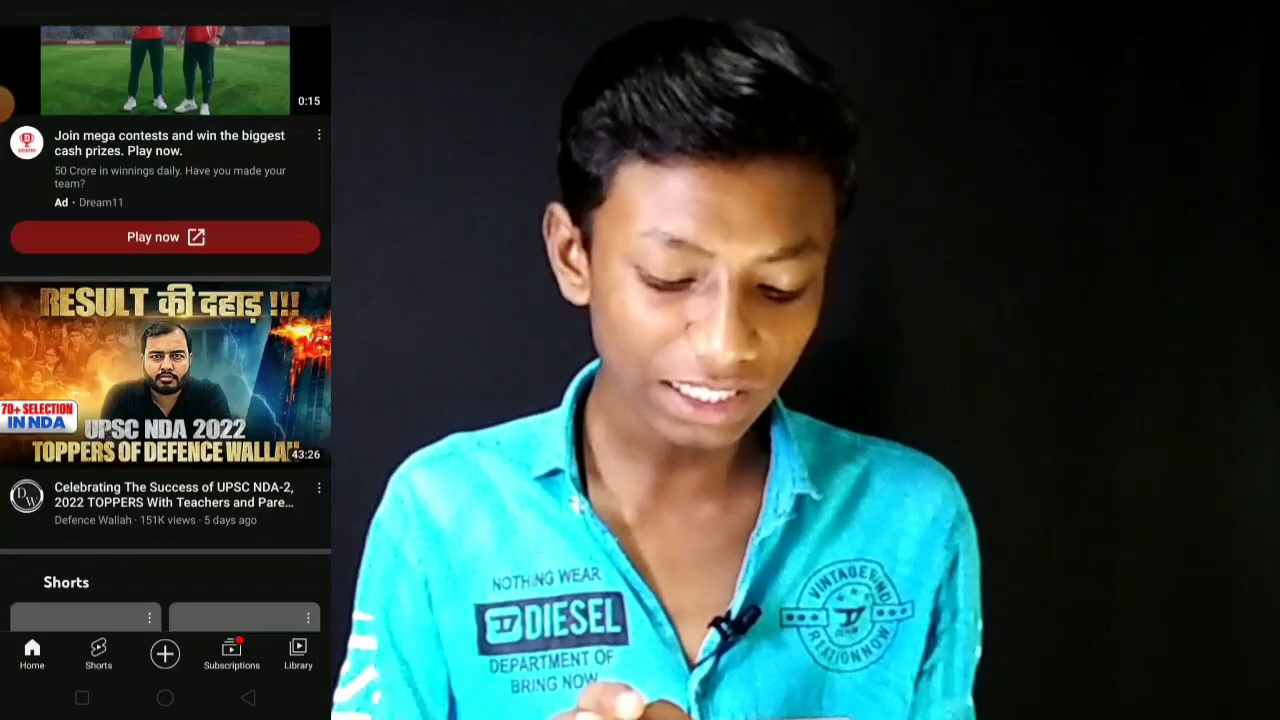 0:15
Join mega contests and win the biggest
cash prizes. Play now.
50 Crore in winnings daily. Have you made your
team?
Ad · Dream11
Play now
RESULT की दहाड़ !!!
70+ SELECTION
IN NDA
UPSC NDA 2022
TOPPERS OF DEFENCE WALLAH
43:26
DW
Celebrating The Success of UPSC NDA-2,
2022 TOPPERS With Teachers and Pare...
Defence Wallah · 151K views · 5 days ago
Shorts
Home
Shorts
Subscriptions
Library
NOTHING WEAR
DIESEL
DEPARTMENT OF
BRING NOW